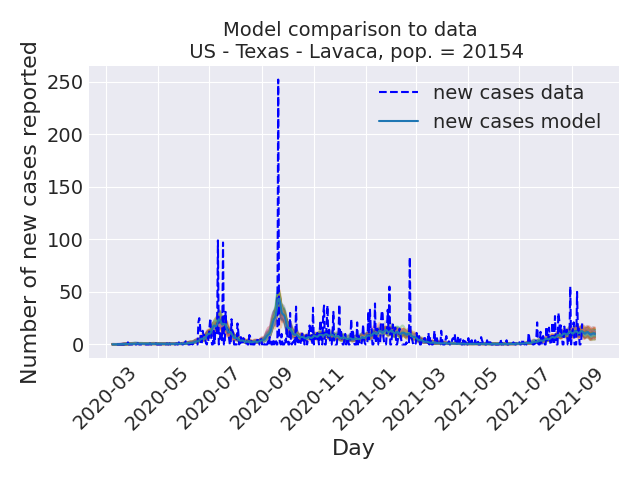 Model comparison to data
US - Texas - Lavaca, pop. = 20154
Number of new cases reported
250
200
150
100
50
0
new cases data
new cases model
2020-03
2020-05
2020-07
2020-09
2020-11
2021-01
2021-03
2021-05
2021-07
2021-09
Day